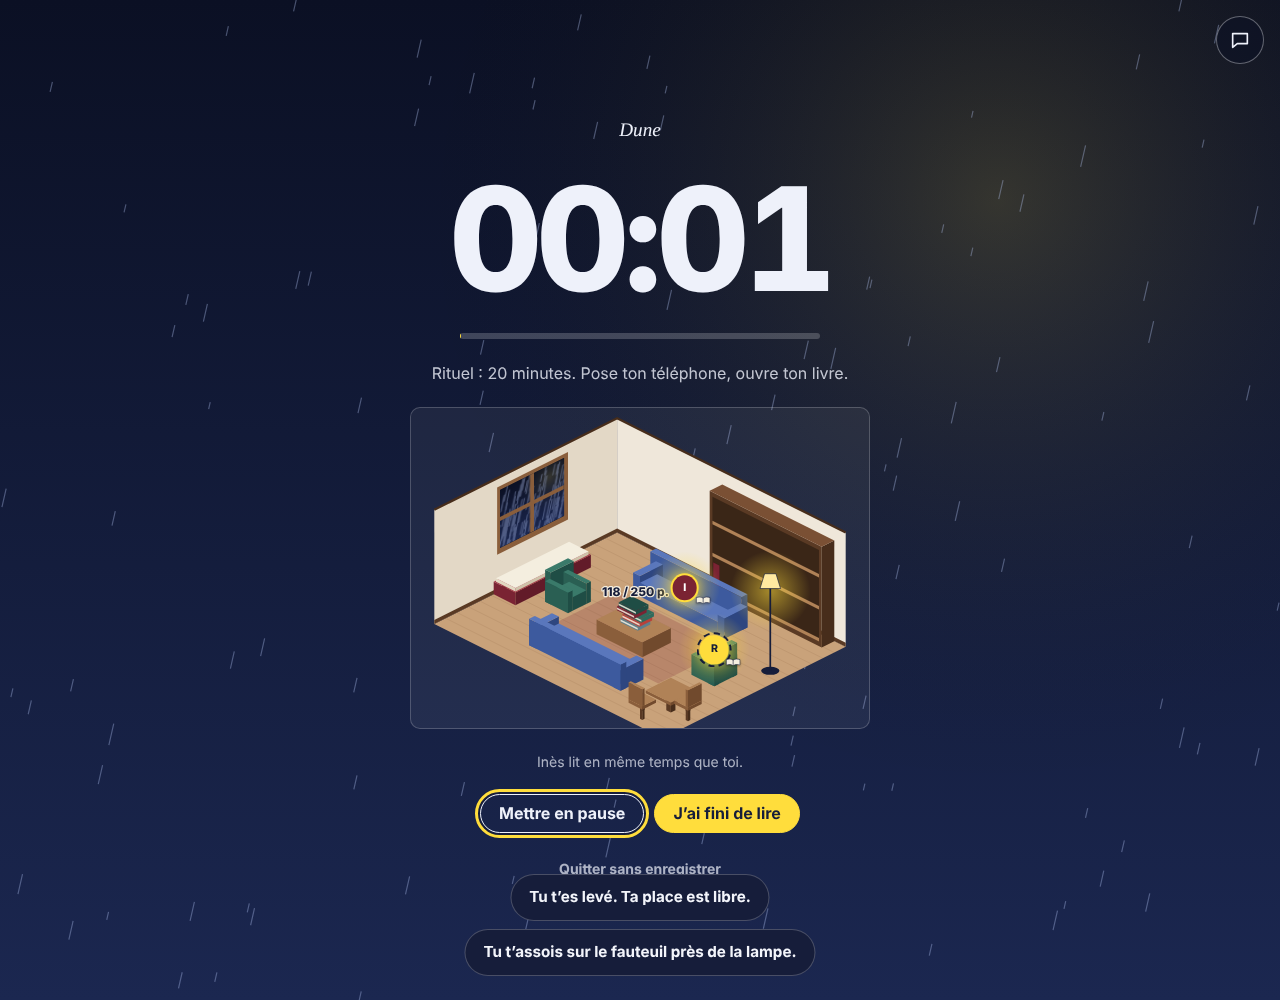 Dune
00:01
Rituel : 20 minutes. Pose ton téléphone, ouvre ton livre.
118 / 250 p.
I
R
Inès lit en même temps que toi.
Mettre en pause
J’ai fini de lire
Quitter sans enregistrer
Tu t’es levé. Ta place est libre.
Tu t’assois sur le fauteuil près de la lampe.